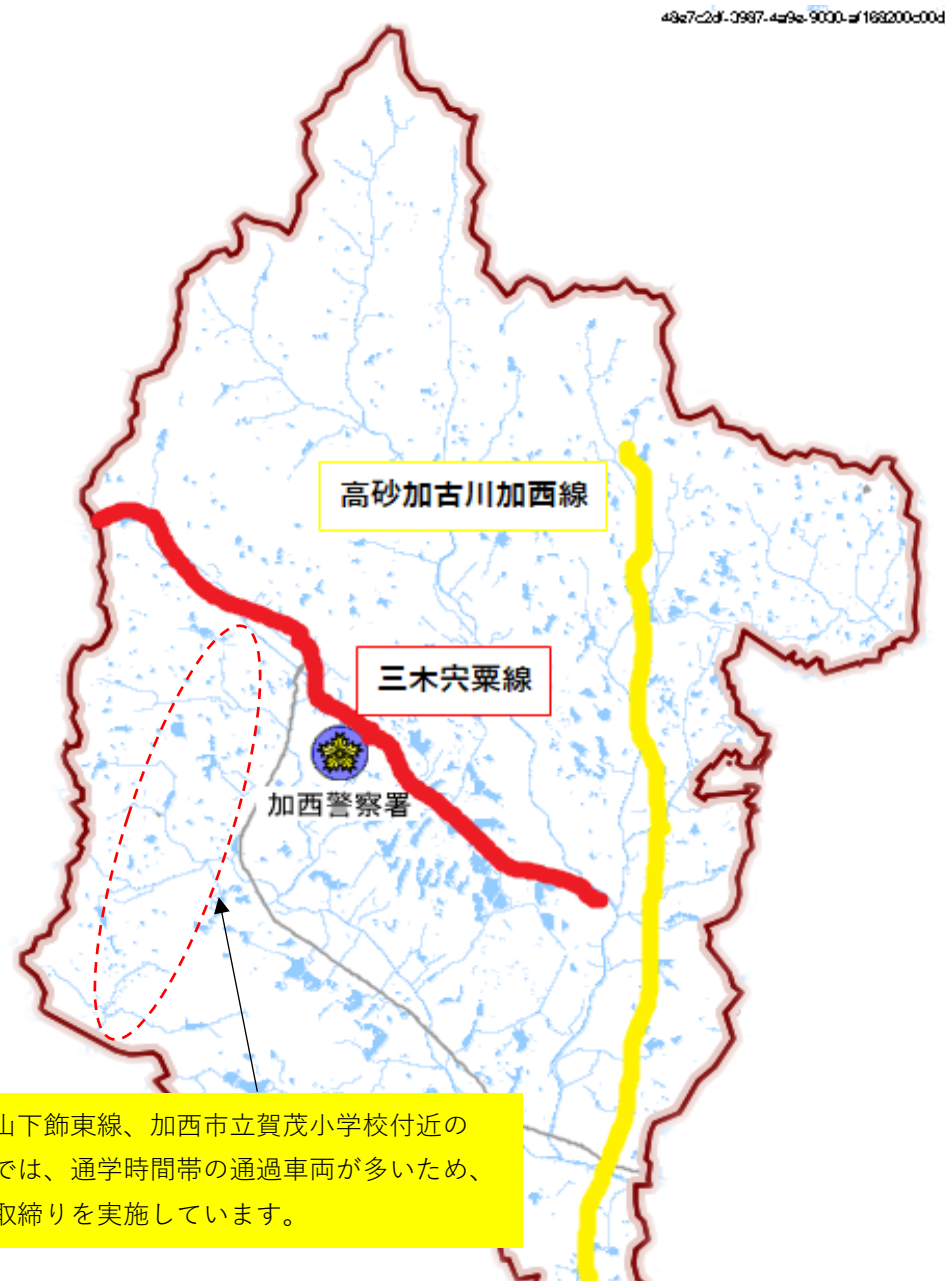 48e7c2df-3987-4a9e-9000-af168200c00d
高砂加古川加西線
三木宍粟線
加西警察署
山下飾東線、加西市立賀茂小学校付近の
では、通学時間帯の通過車両が多いため、
取締りを実施しています。